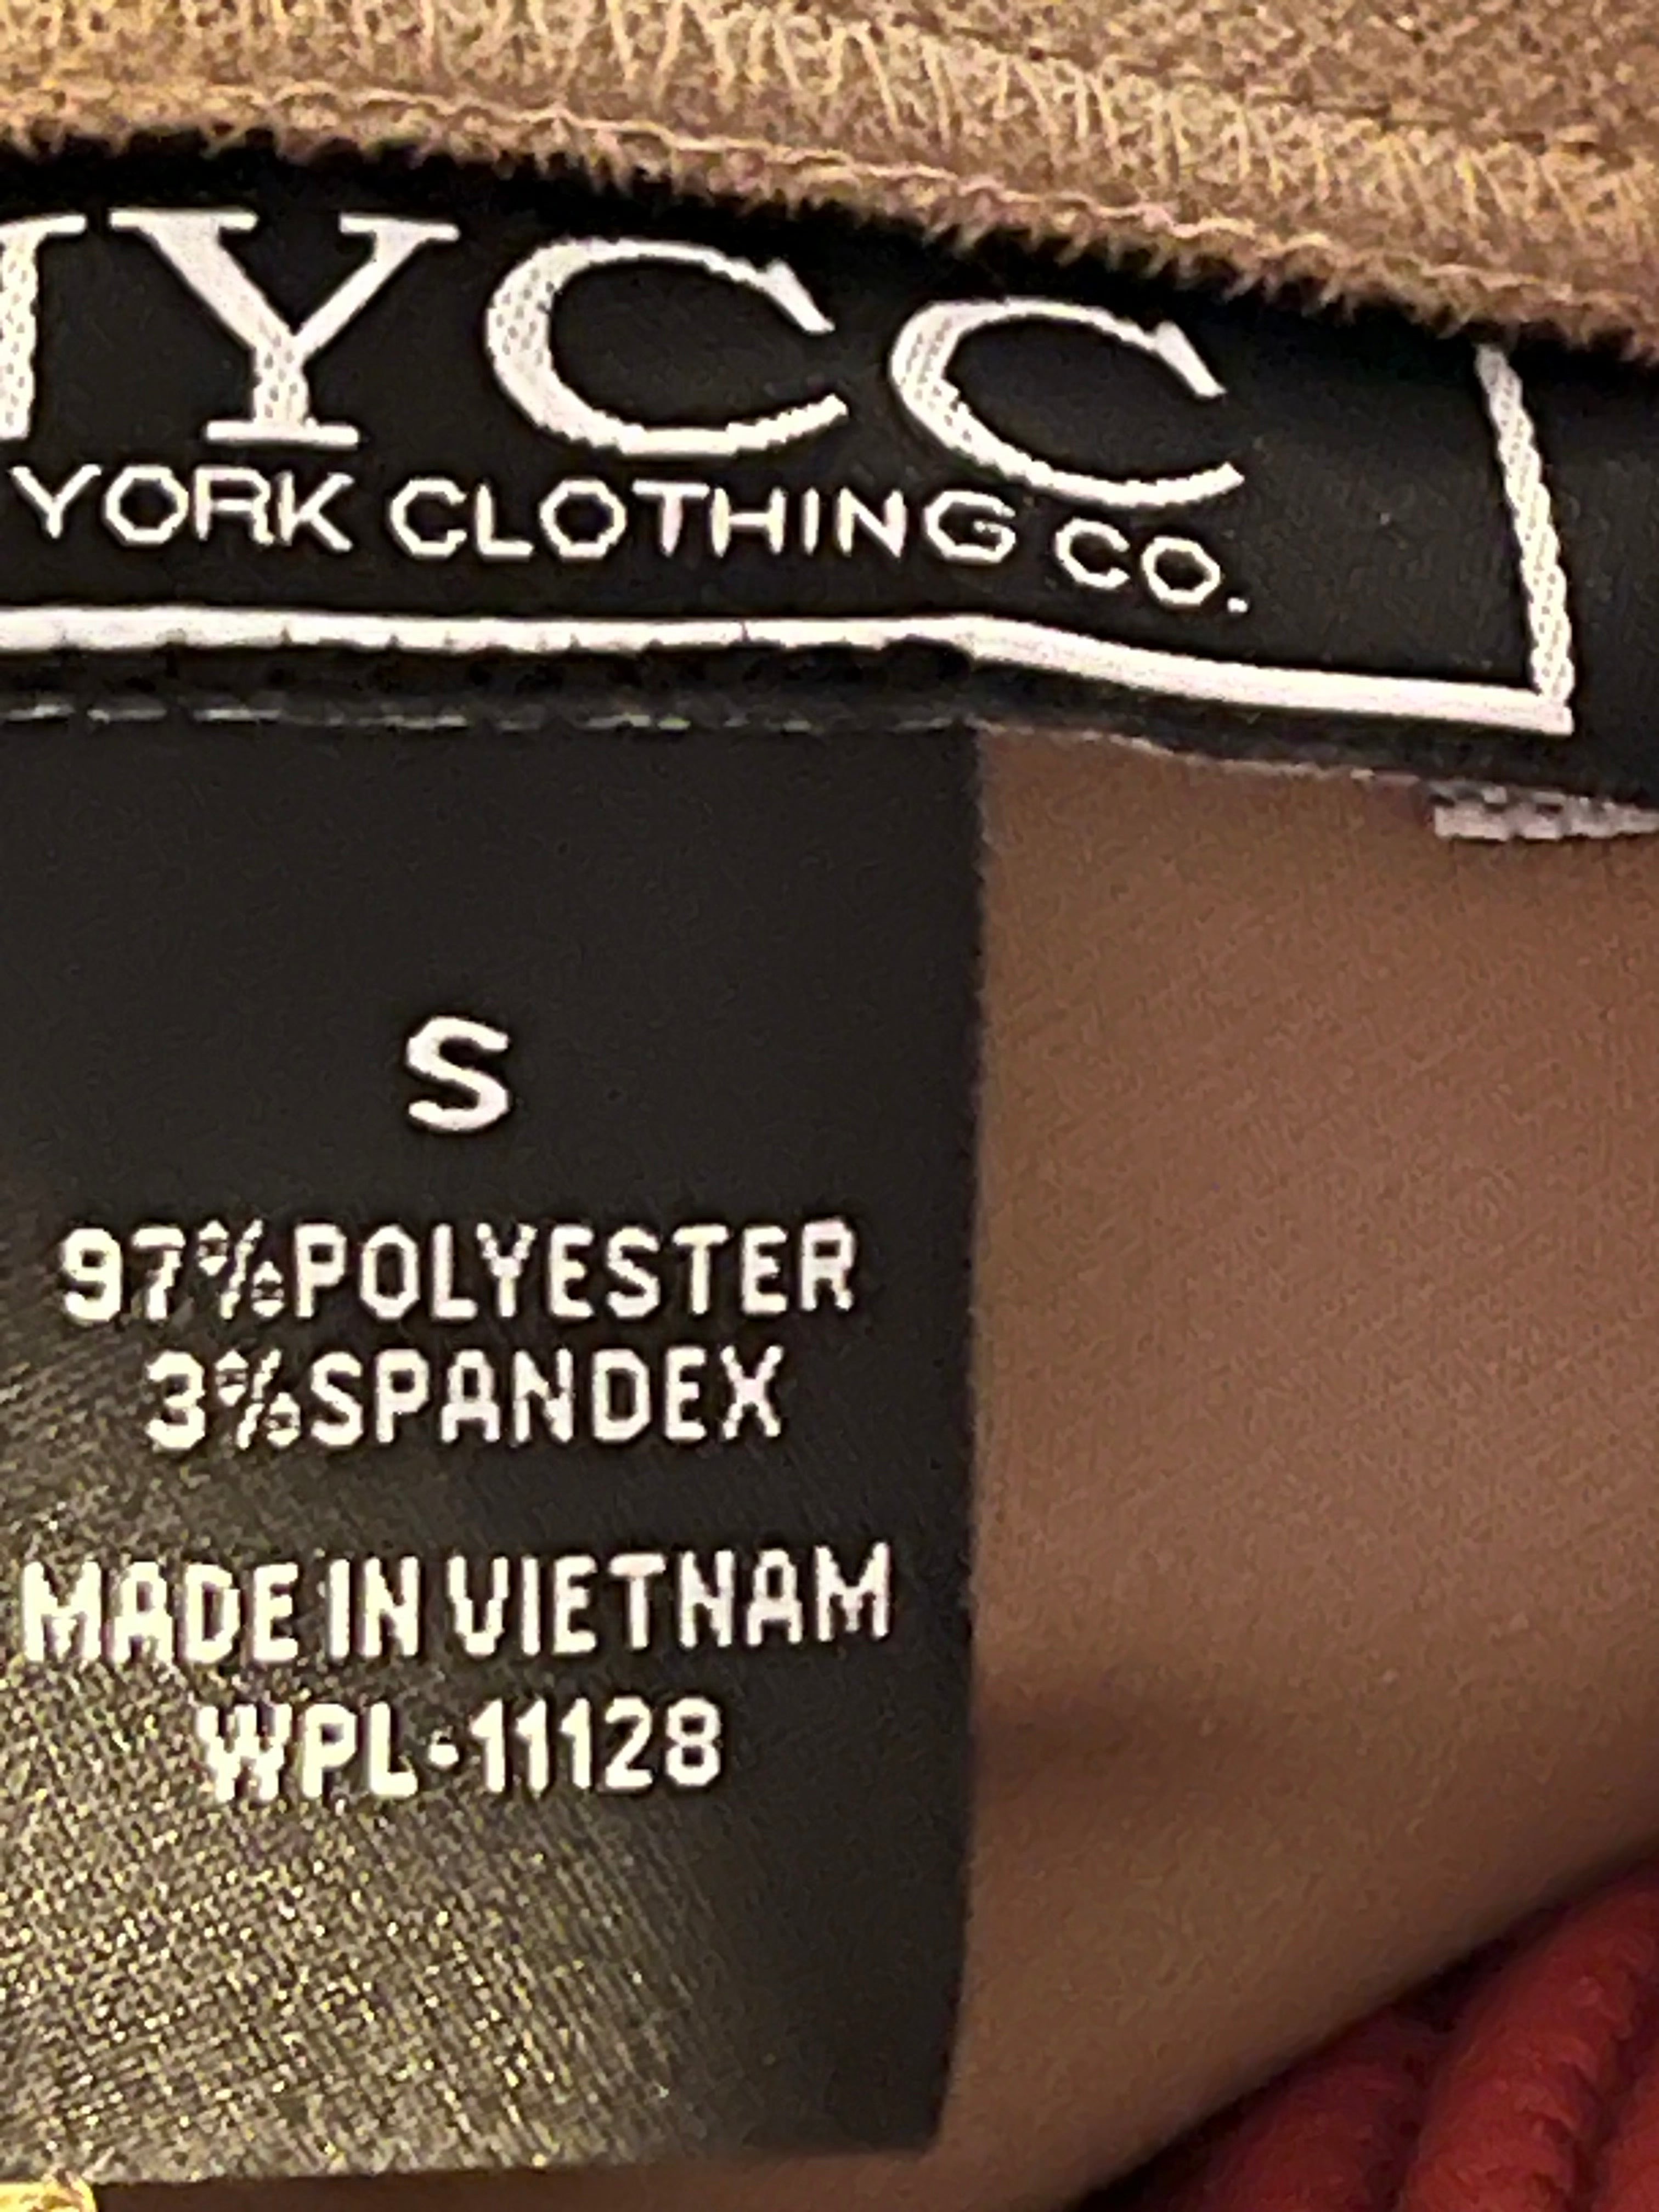 YCC
YORK CLOTHING CO.
S
97%POLYESTER
3%SPANDEX
MADE IN VIETNAM
WPL-11128